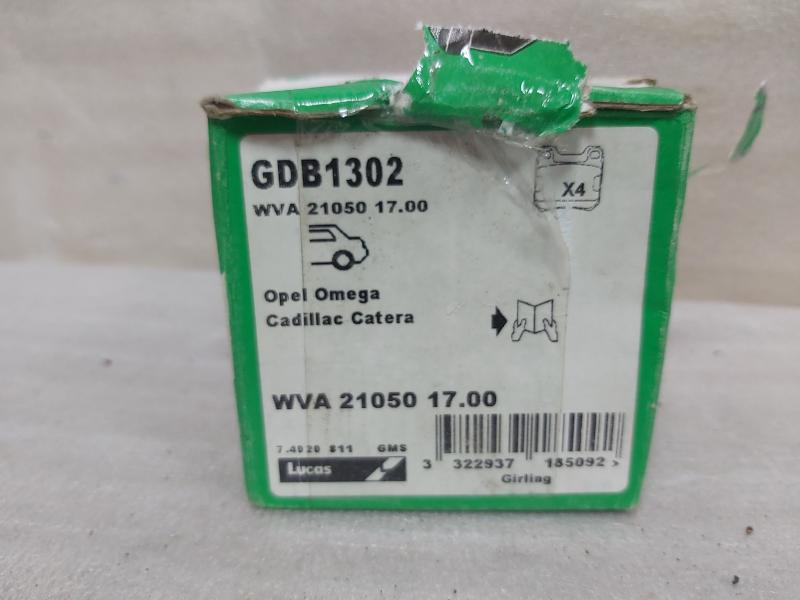 GDB1302
X4
WVA 21050 17.00
Opel Omega
Cadillac Catera
WVA 21050 17.00
7.4020 811 GMS
Lucas
3 322937 185092 >
Girling